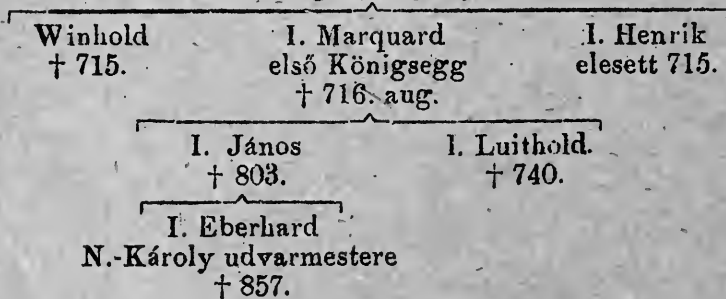 Winhold I. Marquard I. Henrik
† 715. első Königsegg elesett 715.
† 716. aug.
I. János I. Luithold.
† 803. † 740.
I. Eberhard
N.-Károly udvarmestere
† 857.